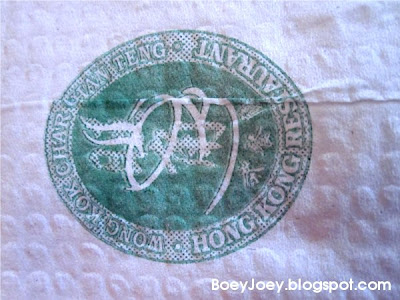 WONG KOK CHAR CHAN TENG
HONG KONG RESTAURANT
BoeyJoey.blogspot.com